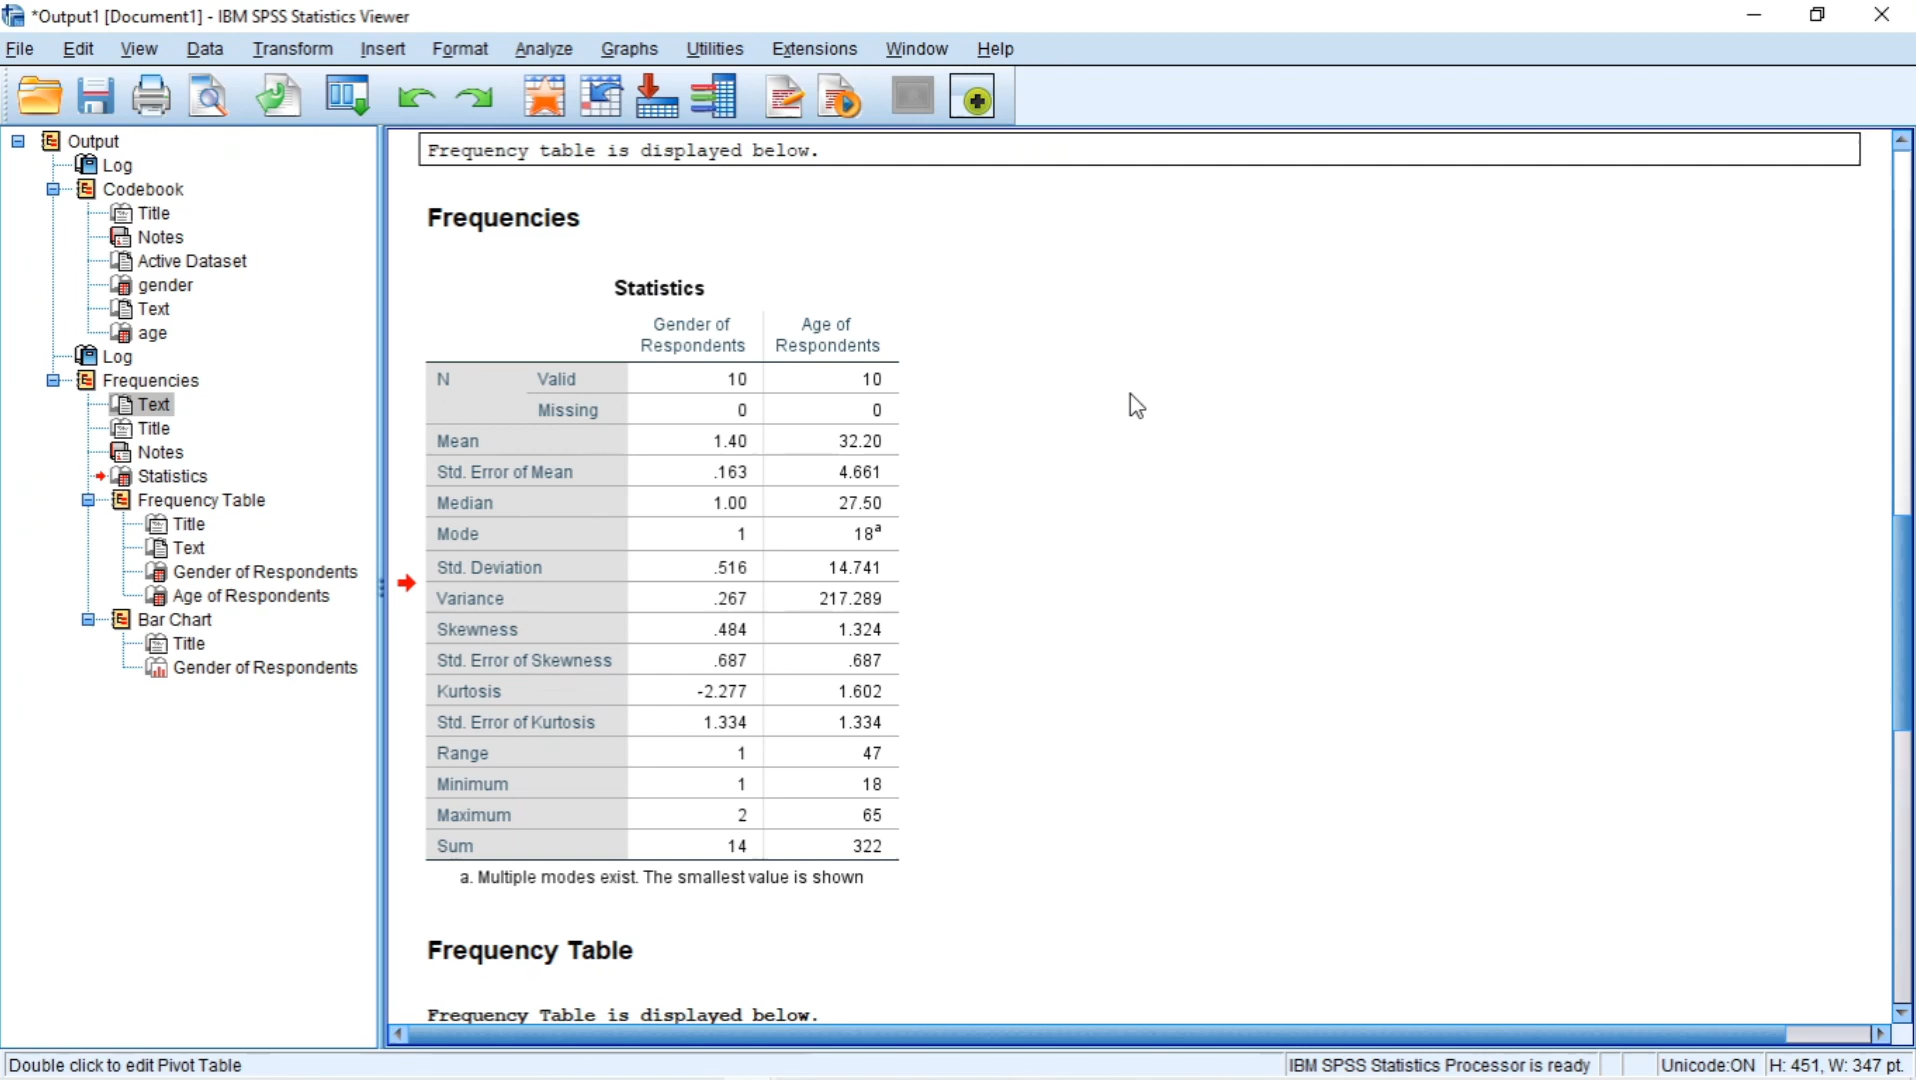 *Output1 [Document1] - IBM SPSS Statistics Viewer
File Edit View Data Transform Insert Format Analyze Graphs Utilities Extensions Window Help
Output
Log
Codebook
Title
Notes
Active Dataset
gender
Text
age
Log
Frequencies
Text
Title
Notes
Statistics
Frequency Table
Title
Text
Gender of Respondents
Age of Respondents
Bar Chart
Title
Gender of Respondents
Frequency table is displayed below.
Frequencies
Statistics
Gender of Respondents Age of Respondents
N Valid 10 10
Missing 0 0
Mean 1.40 32.20
Std. Error of Mean .163 4.661
Median 1.00 27.50
Mode 1 18a
Std. Deviation .516 14.741
Variance .267 217.289
Skewness .484 1.324
Std. Error of Skewness .687 .687
Kurtosis -2.277 1.602
Std. Error of Kurtosis 1.334 1.334
Range 1 47
Minimum 1 18
Maximum 2 65
Sum 14 322
a. Multiple modes exist. The smallest value is shown
Frequency Table
Frequency Table is displayed below.
Double click to edit Pivot Table IBM SPSS Statistics Processor is ready Unicode:ON H: 451, W: 347 pt.